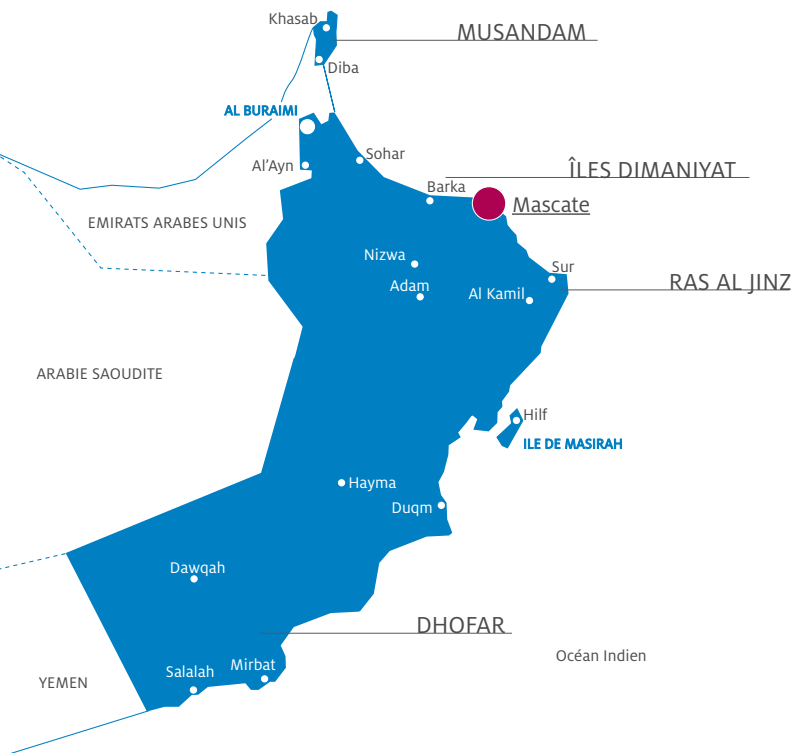 Khasab
MUSANDAM
Diba
AL BURAIMI
Sohar
Al'Ayn
ÎLES DIMANIYAT
Barka
Mascate
EMIRATS ARABES UNIS
Nizwa
Sur
Adam
Al Kamil
RAS AL JINZ
ARABIE SAOUDITE
Hilf
ILE DE MASIRAH
Hayma
Duqm
Dawqah
DHOFAR
Océan Indien
Mirbat
Salalah
YEMEN